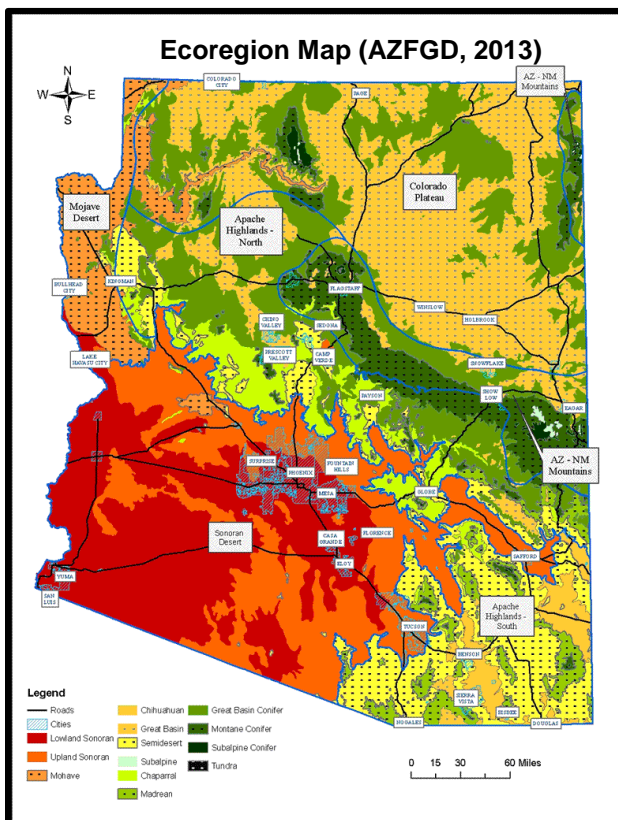 Ecoregion Map (AZFGD, 2013)
N
W E
S
COLORADO
CITY
PAGE
AZ - NM
Mountains
Mojave
Desert
Apache
Highlands -
North
Colorado
Plateau
BULLHEAD
CITY
KINGMAN
FLAGSTAFF
WINSLOW
HOLBROOK
CHINO
VALLEY
SEDONA
PRESCOTT
VALLEY
CAMP
VERDE
LAKE
HAVASU CITY
SNOWFLAKE
PAYSON
SHOW
LOW
EAGAR
AZ - NM
Mountains
SURPRISE
PHOENIX
FOUNTAIN
HILLS
MESA
GLOBE
Sonoran
Desert
CASA
GRANDE
FLORENCE
ELOY
SAFFORD
YUMA
SAN
LUIS
TUCSON
Apache
Highlands -
South
BENSON
SIERRA
VISTA
BISBEE
NOGALES
DOUGLAS
Legend
Roads
Cities
Lowland Sonoran
Upland Sonoran
Mohave
Chihuahuan
Great Basin
Semidesert
Subalpine
Chaparral
Madrean
Great Basin Conifer
Montane Conifer
Subalpine Conifer
Tundra
0 15 30 60 Miles